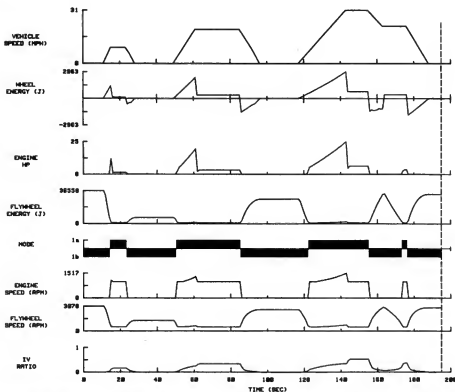 31
VEHICLE
SPEED (MPH)
0
2963
WHEEL
ENERGY (J)
0
-2963
25
ENGINE
HP
0
36558
FLYWHEEL
ENERGY (J)
0
MODE
1a
1b
1517
ENGINE
SPEED (RPM)
0
3870
FLYWHEEL
SPEED (RPM)
0
1
IV
RATIO
0
0 20 40 60 80 100 120 140 160 180 200
TIME (SEC)